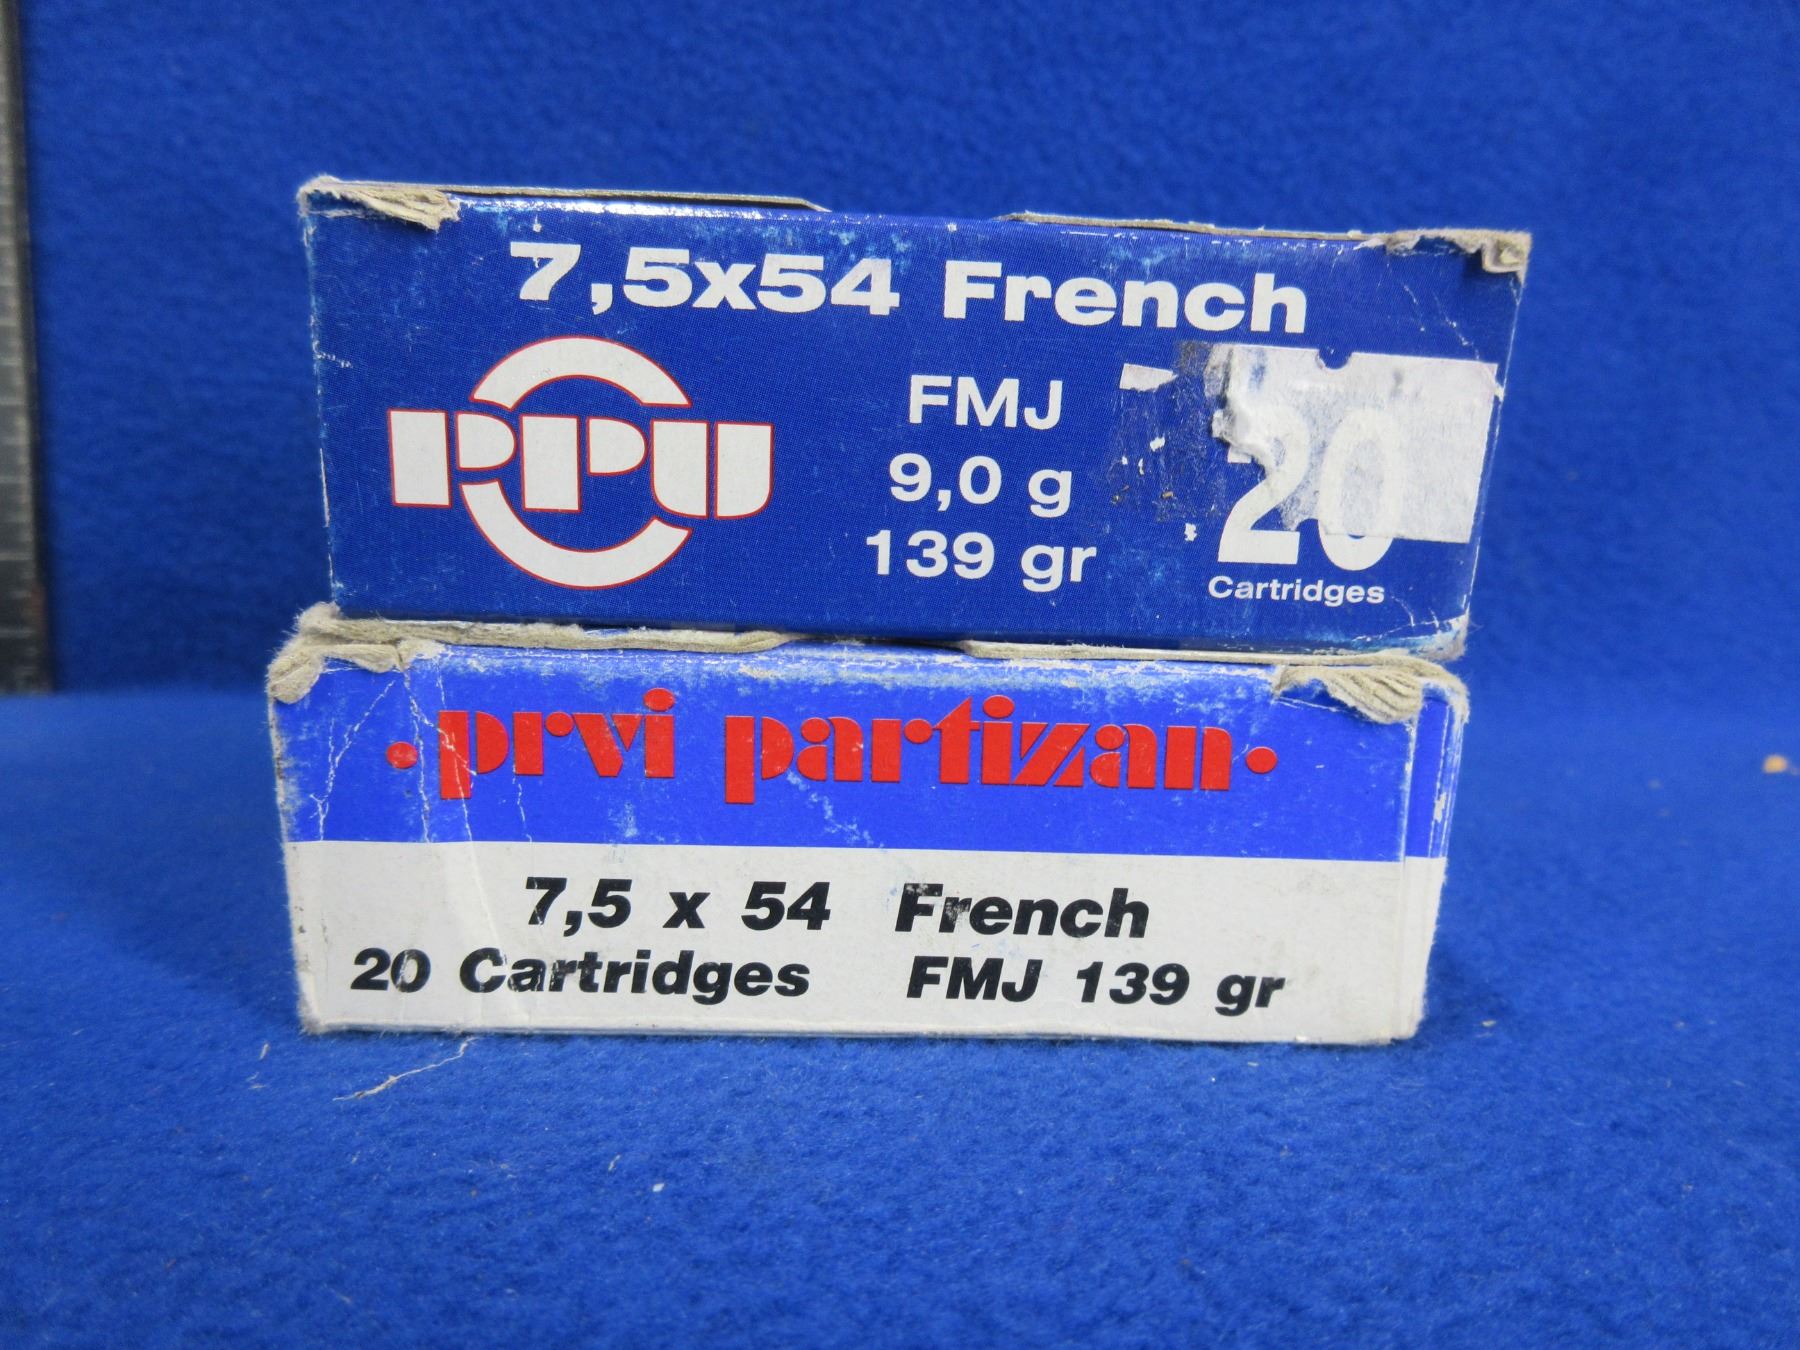 7,5x54 French
PPU
FMJ
9,0 g
139 gr
20
Cartridges
• prvi partizan •
7,5 x 54 French
20 Cartridges FMJ 139 gr